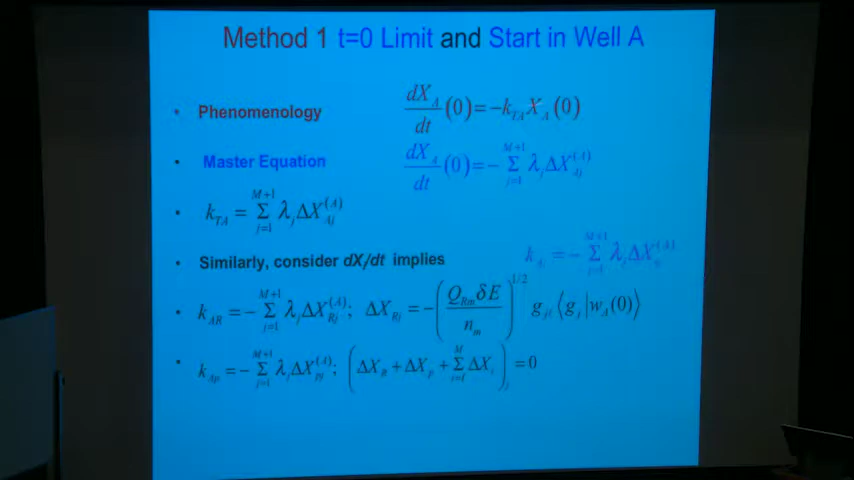 Method 1 t=0 Limit and Start in Well A
• Phenomenology dX_A/dt (0) = −k_TA X_A (0)
• Master Equation dX_A/dt (0) = − Σ_{j=1}^{M+1} λ_j ΔX_{Aj}^{(A)}
• k_TA = Σ_{j=1}^{M+1} λ_j ΔX_{Aj}^{(A)}
• Similarly, consider dX/dt implies
• k_AR = − Σ_{j=1}^{M+1} λ_j ΔX_{Rj}^{(A)}; ΔX_{Rj} = −(Q_{Rm} δE / n_m)^{1/2} ⟨g_j|w_A(0)⟩
• k_Ap = − Σ_{j=1}^{M+1} λ_j ΔX_{pj}^{(A)}; (ΔX_R + ΔX_p + Σ_{i=1}^{M} ΔX_i)_j = 0